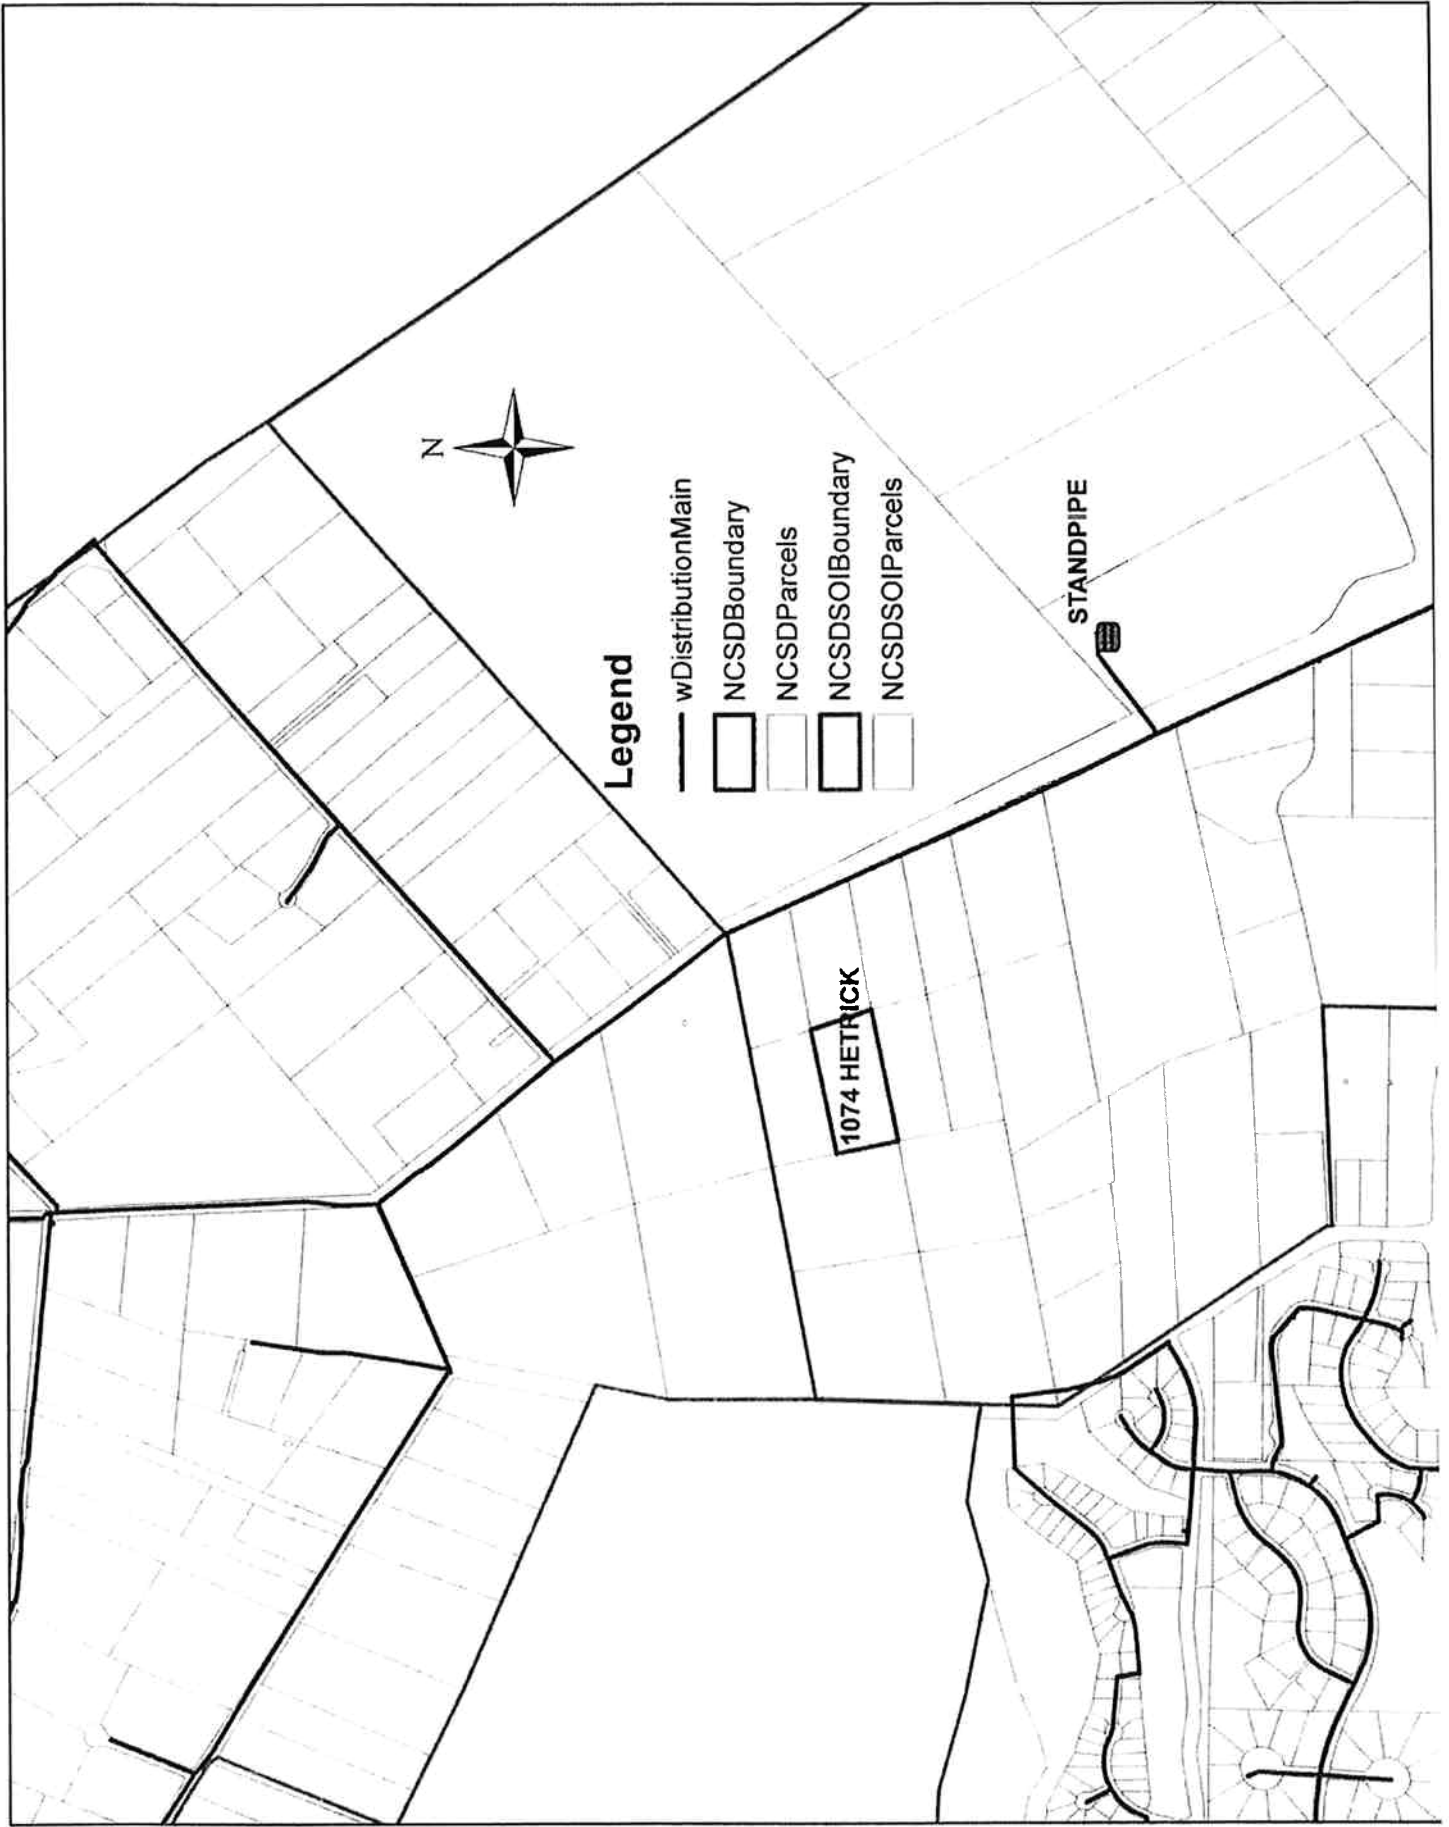 N
Legend
wDistributionMain
NCSDBoundary
NCSDParcels
NCSDSOIBoundary
NCSDSOIParcels
STANDPIPE
1074 HETRICK